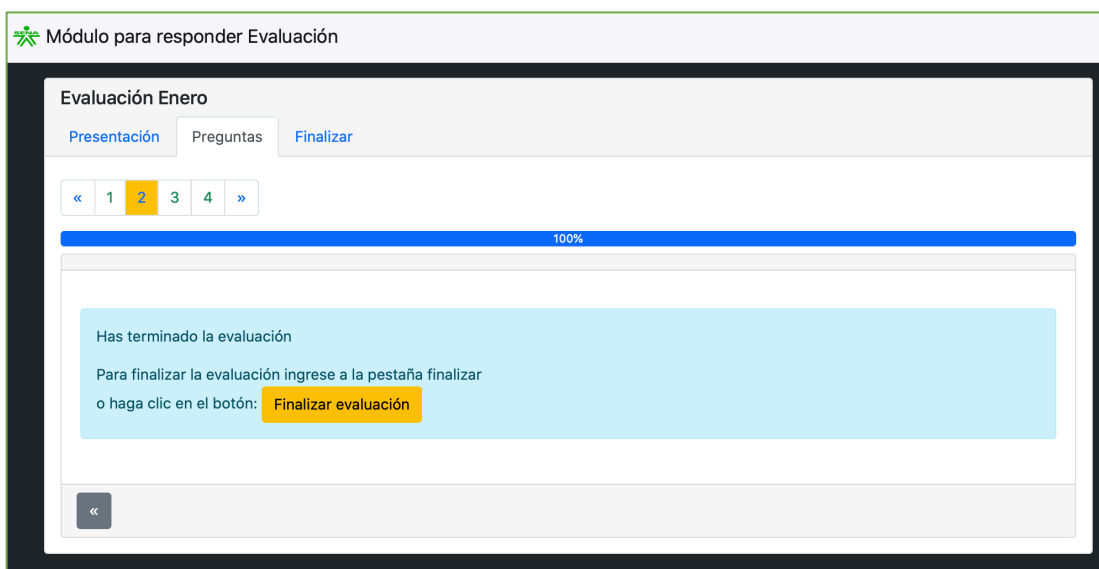 SENA
Módulo para responder Evaluación
Evaluación Enero
Presentación Preguntas Finalizar
« 1 2 3 4 »
100%
Has terminado la evaluación
Para finalizar la evaluación ingrese a la pestaña finalizar
o haga clic en el botón: Finalizar evaluación
«